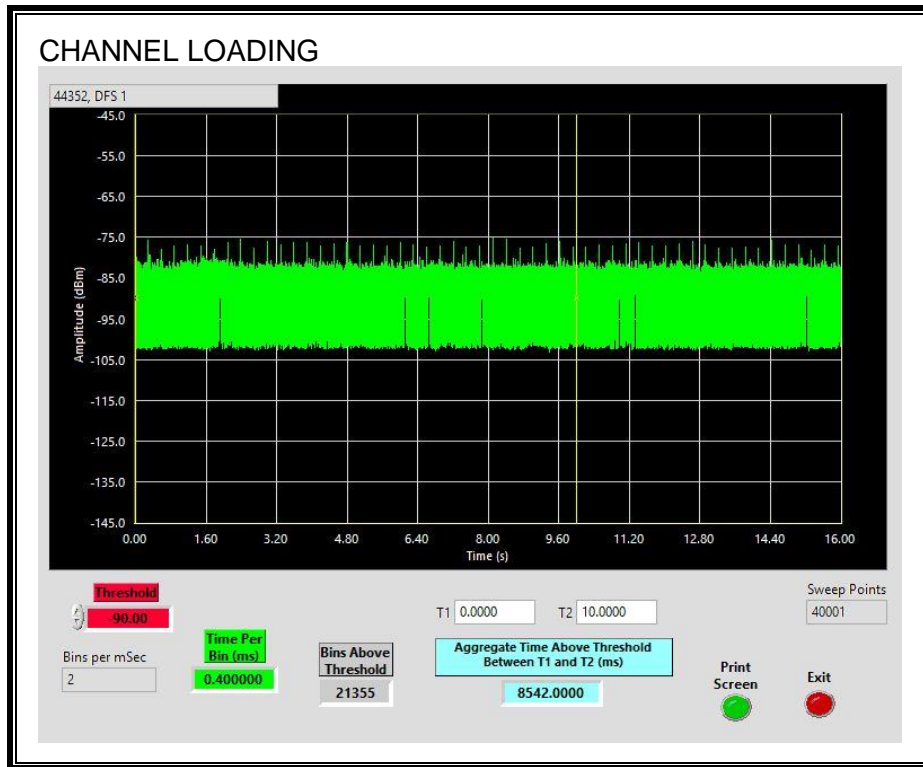 CHANNEL LOADING
44352, DFS 1
-45.0
-55.0
-65.0
-75.0
-85.0
-95.0
-105.0
-115.0
-125.0
-135.0
-145.0
Amplitude (dBm)
0.00 1.60 3.20 4.80 6.40 8.00 9.60 11.20 12.80 14.40 16.00
Time (s)
Threshold
-90.00
Bins per mSec
2
Time Per
Bin (ms)
0.400000
Bins Above
Threshold
21355
T1 0.0000 T2 10.0000
Aggregate Time Above Threshold
Between T1 and T2 (ms)
8542.0000
Sweep Points
40001
Print
Screen
Exit